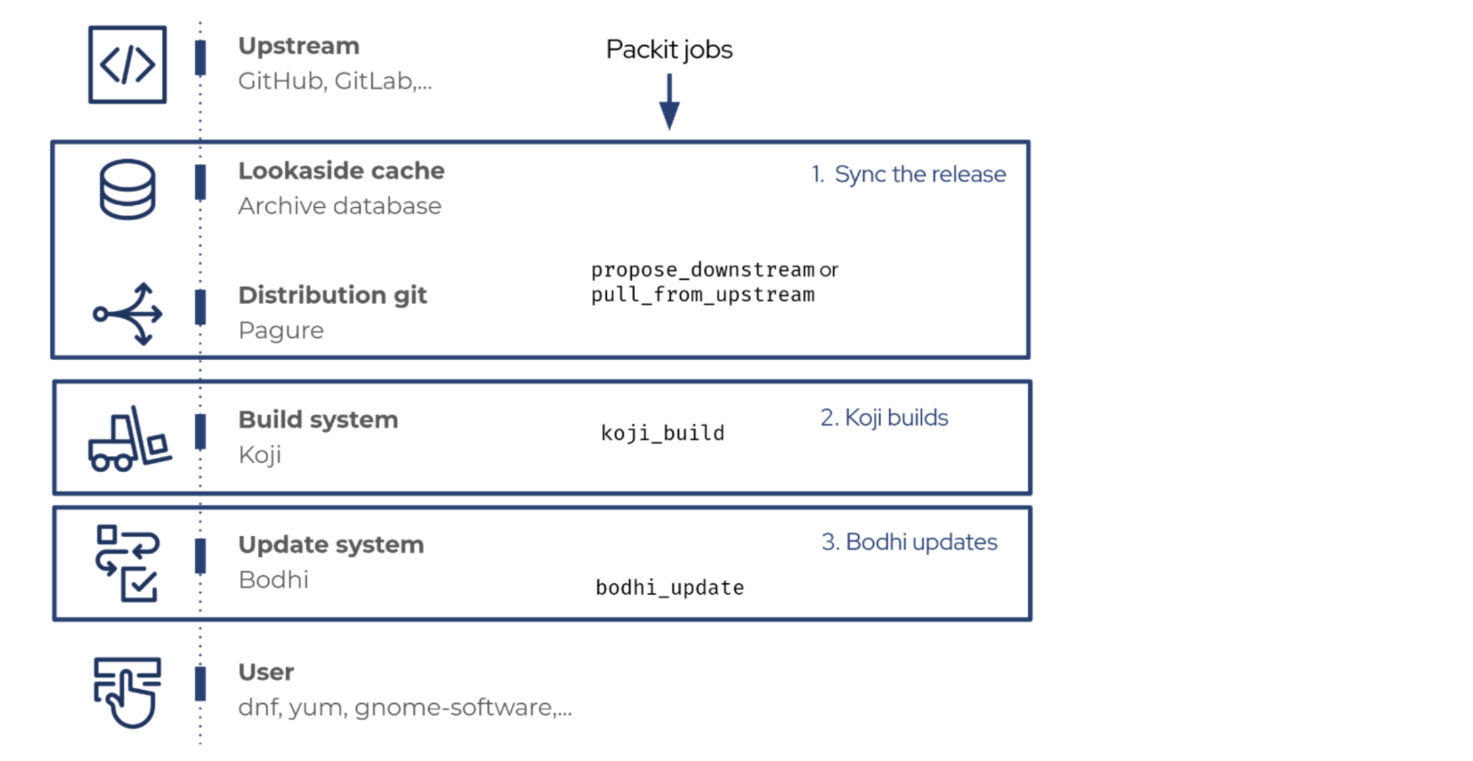 Upstream
GitHub, GitLab,...
Packit jobs
Lookaside cache
Archive database
1. Sync the release
Distribution git
Pagure
propose_downstream or
pull_from_upstream
Build system
Koji
koji_build
2. Koji builds
Update system
Bodhi
bodhi_update
3. Bodhi updates
User
dnf, yum, gnome-software,...